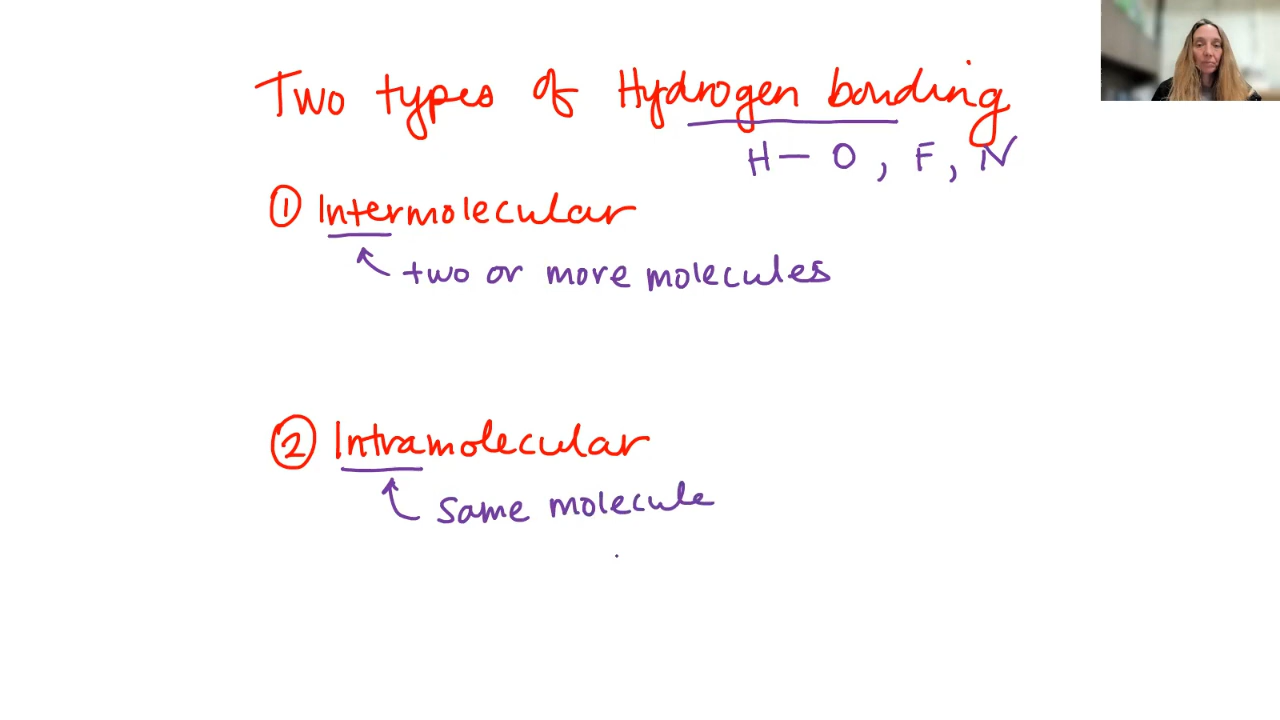 Two types of Hydrogen bonding
H— O, F, N
① Intermolecular
two or more molecules
② Intramolecular
same molecule